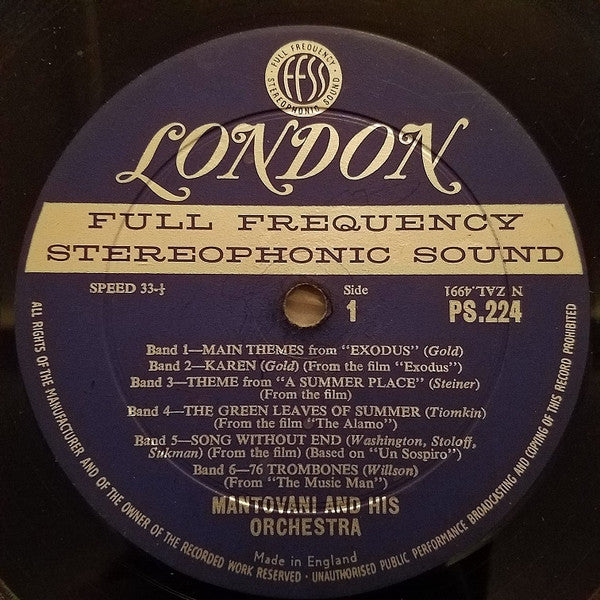 FULL FREQUENCY
FFSS
STEREOPHONIC SOUND
LONDON
FULL FREQUENCY
STEREOPHONIC SOUND
SPEED 33-⅓
Side
1
N ZAL.4991
PS.224
Band 1—MAIN THEMES from "EXODUS" (Gold)
Band 2—KAREN (Gold) (From the film "Exodus")
Band 3—THEME from "A SUMMER PLACE" (Steiner)
(From the film)
Band 4—THE GREEN LEAVES OF SUMMER (Tiomkin)
(From the film "The Alamo")
Band 5—SONG WITHOUT END (Washington, Stoloff,
Sukman) (From the film) (Based on "Un Sospiro")
Band 6—76 TROMBONES (Willson)
(From "The Music Man")
MANTOVANI AND HIS
ORCHESTRA
Made in England
ALL RIGHTS OF THE MANUFACTURER AND OF THE OWNER OF THE RECORDED WORK RESERVED · UNAUTHORISED PUBLIC PERFORMANCE BROADCASTING AND COPYING OF THIS RECORD PROHIBITED